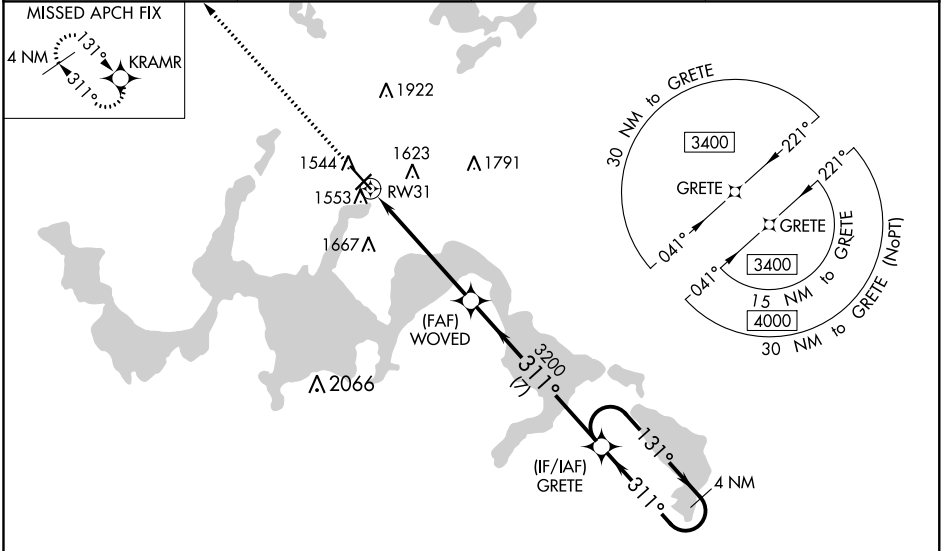 MISSED APCH FIX
4 NM
131°
311°
KRAMR
1922
1544
1623
1791
1553
RW31
1667
(FAF)
WOVED
2066
3200
311°
(7)
(IF/IAF)
GRETE
131°
311°
4 NM
30 NM to GRETE
3400
221°
GRETE
041°
221°
GRETE
041°
3400
15 NM to GRETE
4000
30 NM to GRETE (NoPT)